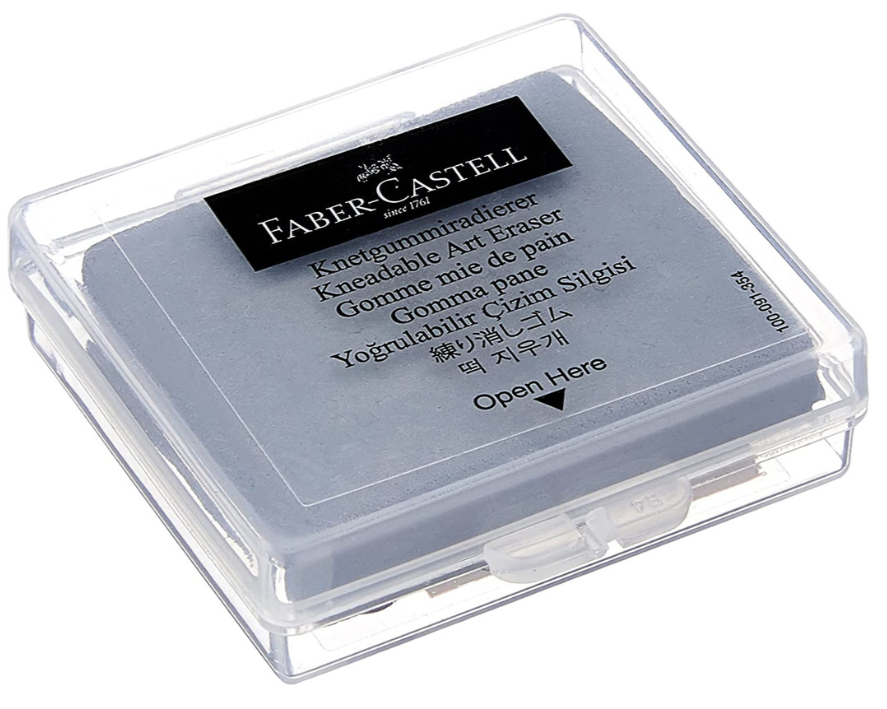 FABER-CASTELL
since 1761
Knetgummiradierer
Kneadable Art Eraser
Gomme mie de pain
Gomma pane
Yoğrulabilir Çizim Silgisi
練り消しゴム
떡 지우개
Open Here
100-091-354